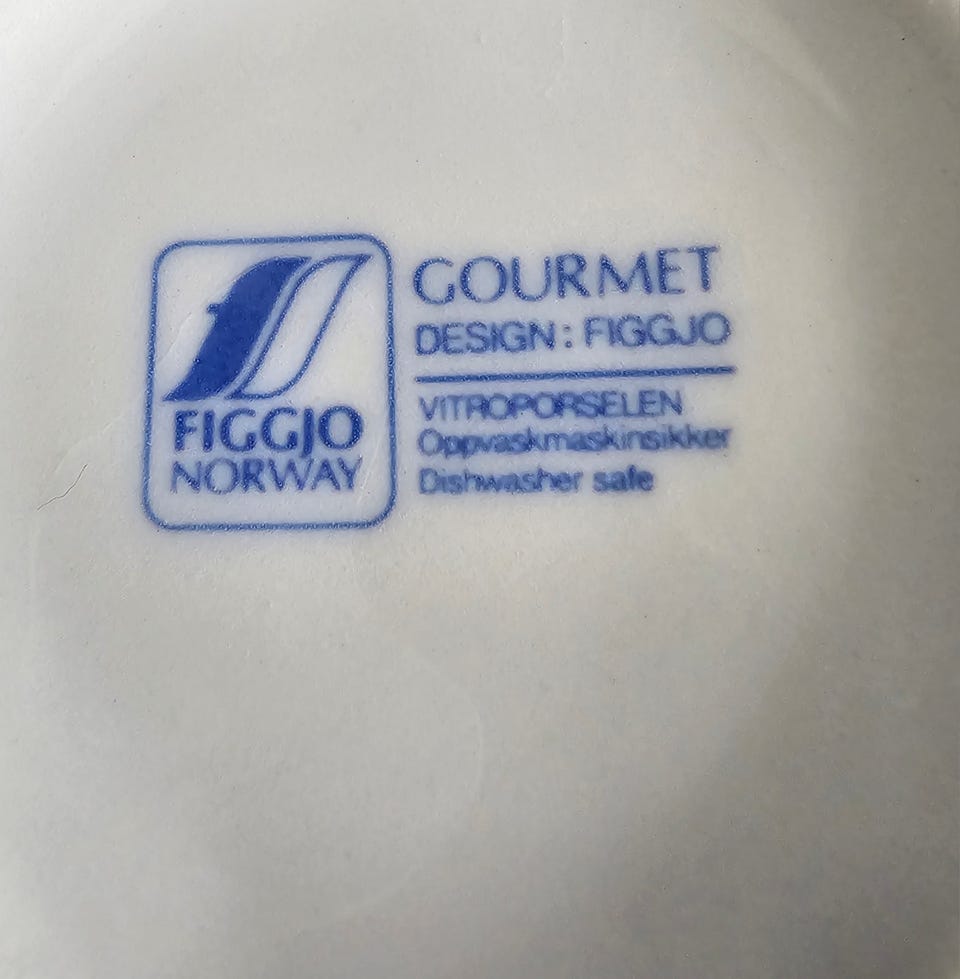 FIGGJO
NORWAY
GOURMET
DESIGN: FIGGJO
VITROPORSELEN
Oppvaskmaskinsikker
Dishwasher safe